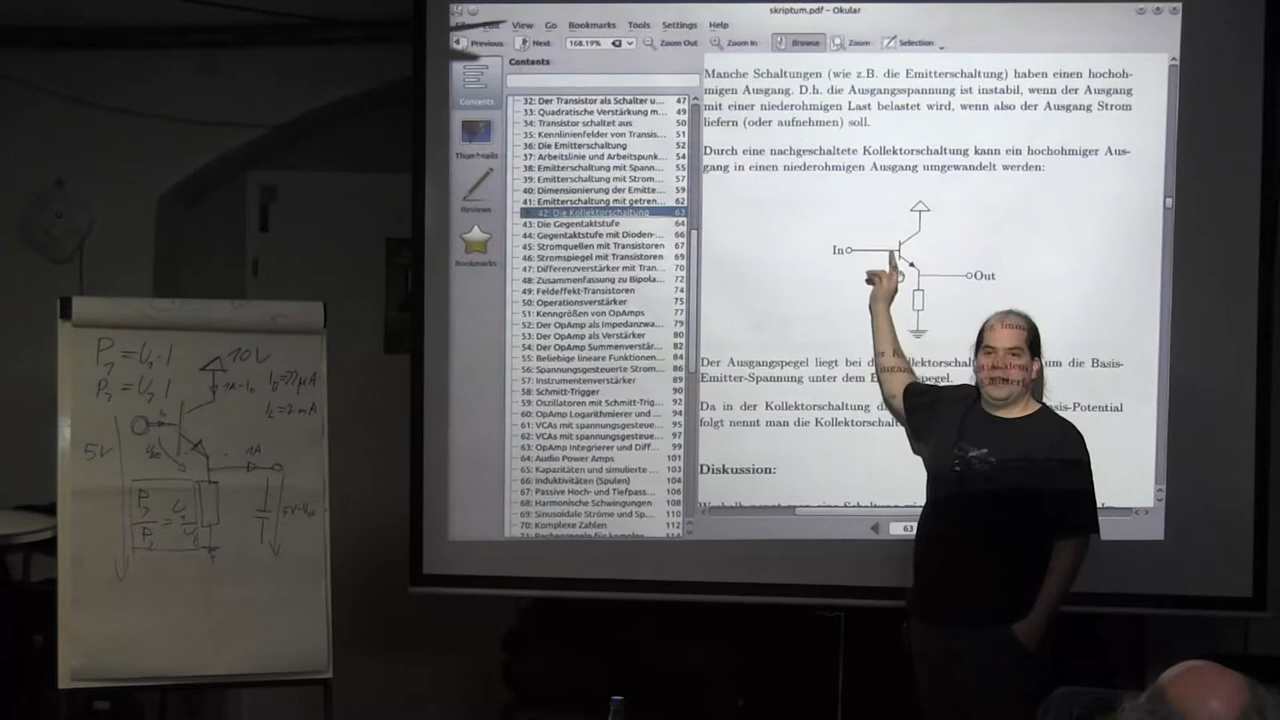 skriptum.pdf - Okular
View Go Bookmarks Tools Settings Help
Previous Next 168.19% Zoom Out Zoom In Browse Zoom Selection
Contents
Contents
Thumbnails
Reviews
Bookmarks
32: Der Transistor als Schalter u... 47
33: Quadratische Verstärkung m... 49
34: Transistor schaltet aus 50
35: Kennlinienfelder von Transis... 51
36: Die Emitterschaltung 52
37: Arbeitslinie und Arbeitspunk... 54
38: Emitterschaltung mit Spann... 55
39: Emitterschaltung mit Strom... 57
40: Dimensionierung der Emitte... 59
41: Emitterschaltung mit getren... 62
42: Die Kollektorschaltung 63
43: Die Gegentaktstufe 64
44: Gegentaktstufe mit Dioden-... 66
45: Stromquellen mit Transistoren 67
46: Stromspiegel mit Transistoren 69
47: Differenzverstärker mit Tran... 70
48: Zusammenfassung zu Bipola... 72
49: Feldeffekt-Transistoren 74
50: Operationsverstärker 75
51: Kenngrößen von OpAmps 77
52: Der OpAmp als Impedanzwa... 79
53: Der OpAmp als Verstärker 80
54: Der OpAmp Summenverstär... 82
55: Beliebige lineare Funktionen... 84
56: Spannungsgesteuerte Strom... 86
57: Instrumentenverstärker 89
58: Schmitt-Trigger 90
59: Oszillatoren mit Schmitt-Trig... 92
60: OpAmp Logarithmierer und ... 94
61: VCAs mit spannungsgesteue... 95
62: VCAs mit spannungsgesteue... 97
63: OpAmp Integrierer und Diff... 99
64: Audio Power Amps 101
65: Kapazitäten und simulierte ... 103
66: Induktivitäten (Spulen) 104
67: Passive Hoch- und Tiefpass... 106
68: Harmonische Schwingungen 108
69: Sinusoidale Ströme und Sp... 110
70: Komplexe Zahlen 112
Manche Schaltungen (wie z.B. die Emitterschaltung) haben einen hochoh-
migen Ausgang. D.h. die Ausgangsspannung ist instabil, wenn der Ausgang
mit einer niederohmigen Last belastet wird, wenn also der Ausgang Strom
liefern (oder aufnehmen) soll.
Durch eine nachgeschaltete Kollektorschaltung kann ein hochohmiger Aus-
gang in einen niederohmigen Ausgang umgewandelt werden:
In
Out
Der Ausgangspegel liegt bei d Kollektorschal um die Basis-
Emitter-Spannung unter dem E pegel.
Da in der Kollektorschaltung d sis-Potential
folgt nennt man die Kollektorschalt
Diskussion:
63
10V
5V
1A